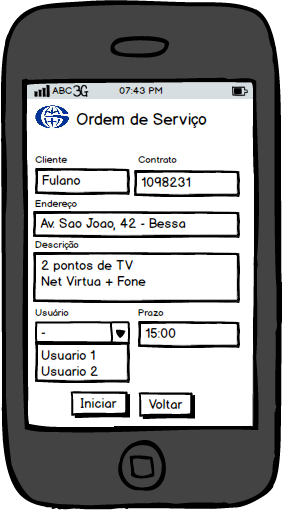 ABC 3G 07:43 PM
Ordem de Serviço
Cliente Contrato
Fulano 1098231
Endereço
Av. Sao Joao, 42 - Bessa
Descrição
2 pontos de TV
Net Virtua + Fone
Usuário Prazo
- 15:00
Usuario 1
Usuario 2
Iniciar Voltar